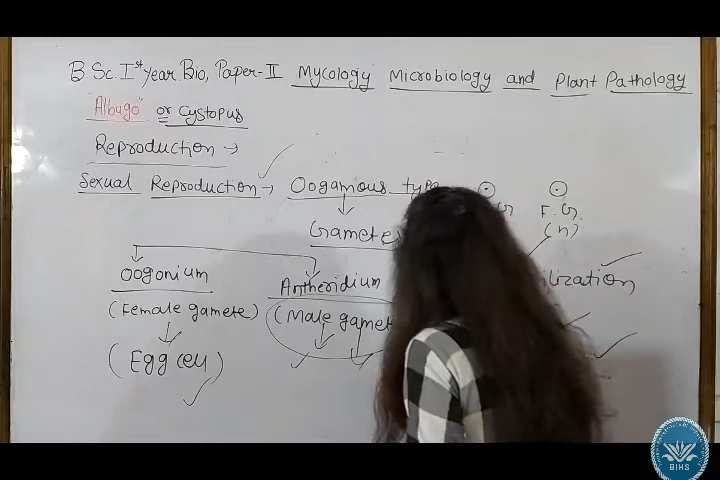 B.Sc. Ist year. Bio, Paper-II Mycology Microbiology and Plant Pathology
"Albugo" or Cystopus
Reproduction →
Sexual Reproduction → Oogamous type
Gamete
F. G.
(n)
Oogonium Antheridium
(Female gamete) (Male gamet
(Egg cell)
BIHS